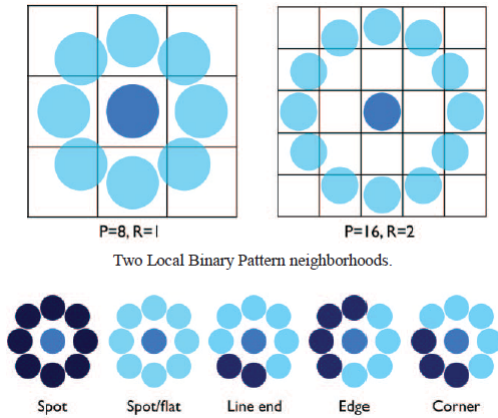 P=8, R=1
P=16, R=2
Two Local Binary Pattern neighborhoods.
Spot
Spot/flat
Line end
Edge
Corner